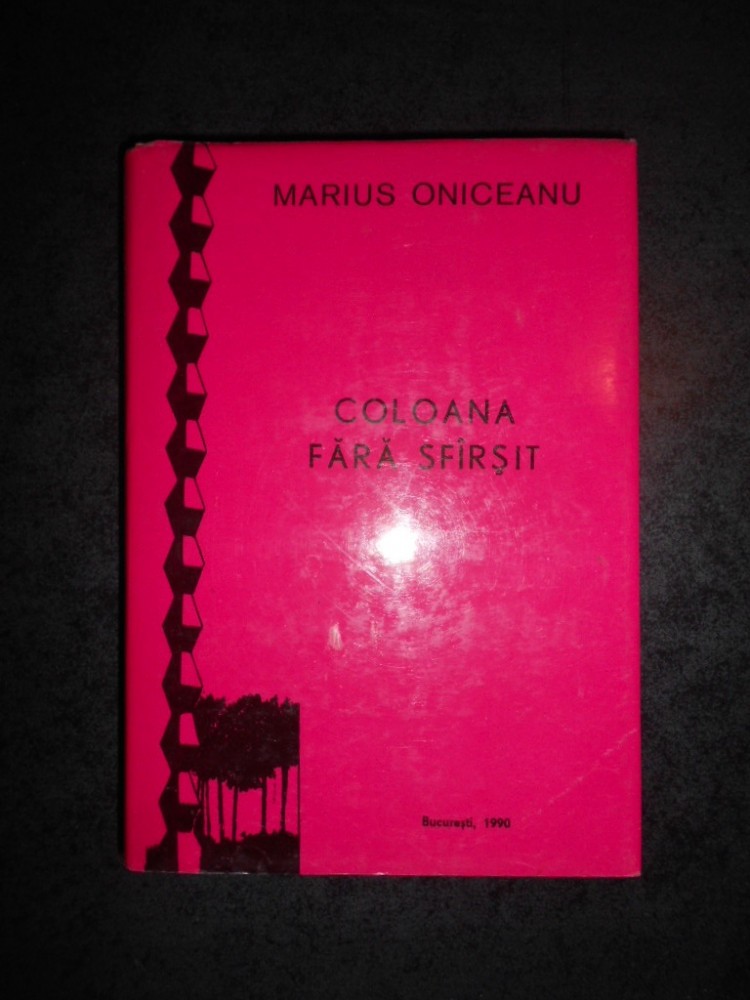 MARIUS ONICEANU
COLOANA
FĂRĂ SFÎRŞIT
Bucureşti, 1990